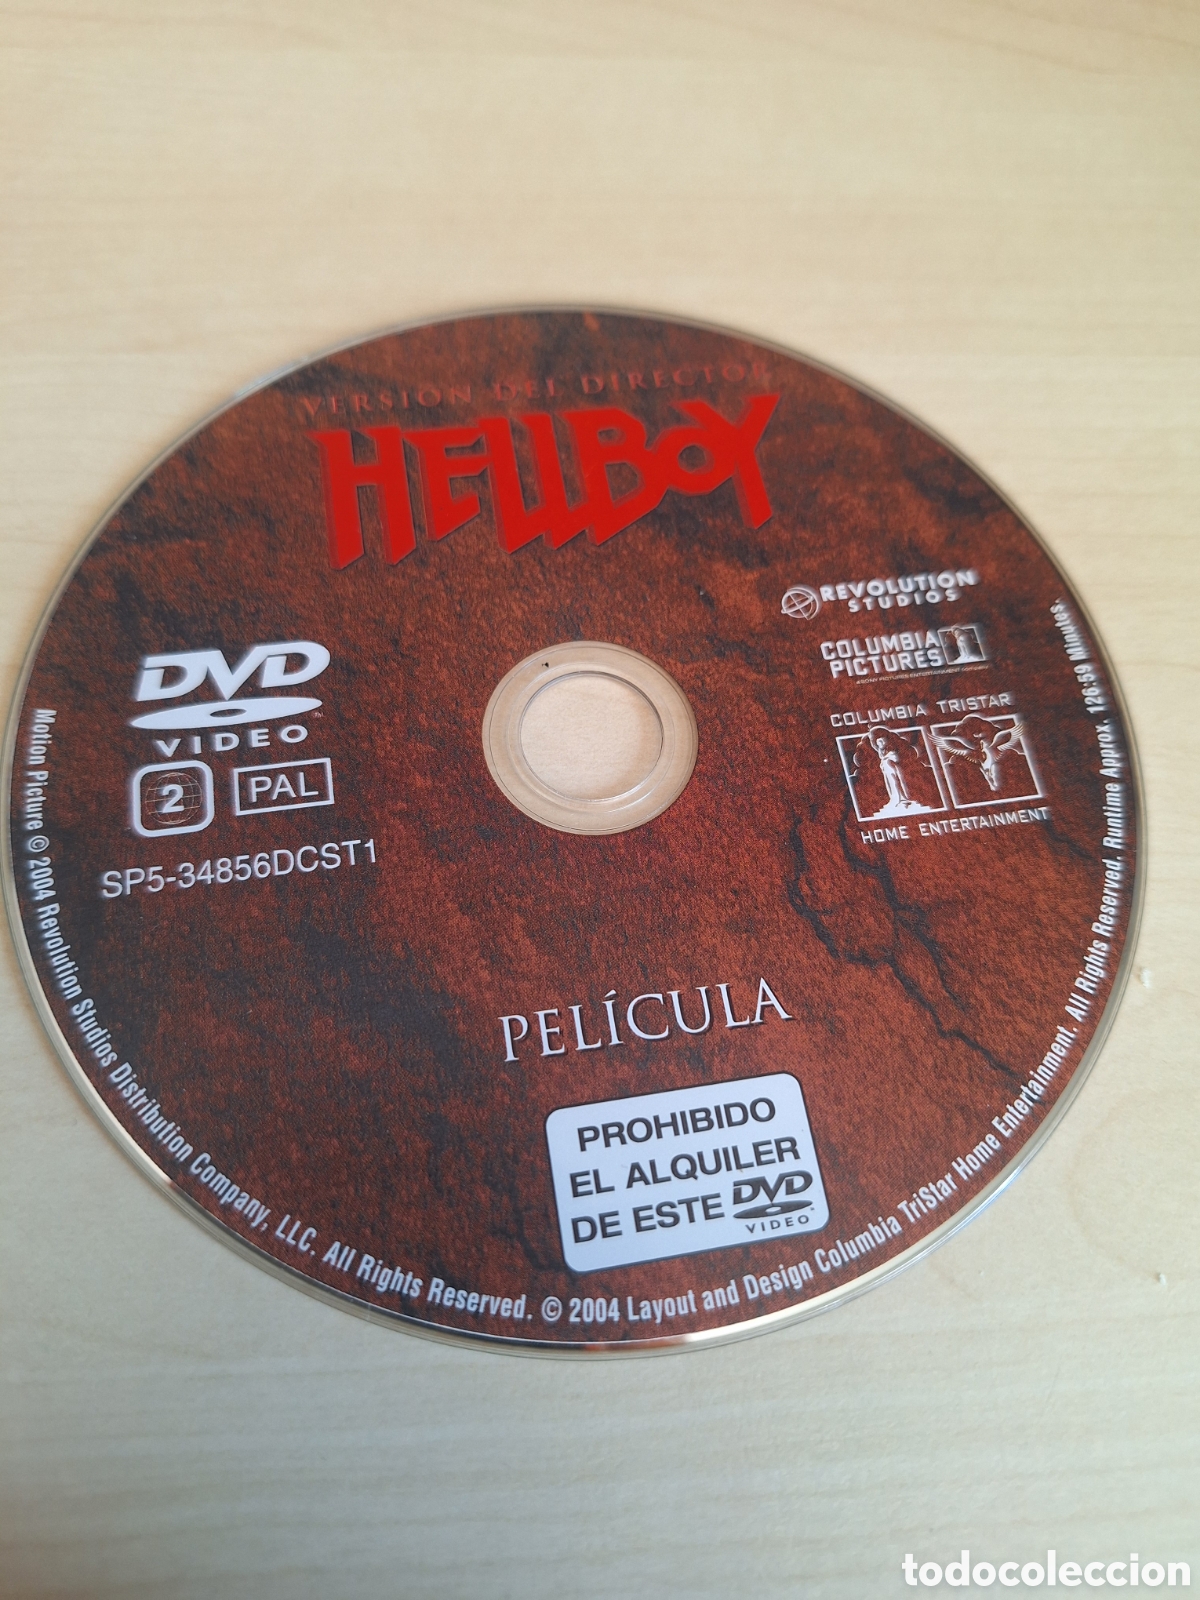 VERSIÓN DEL DIRECTOR
HELLBOY
REVOLUTION
STUDIOS
COLUMBIA
PICTURES
COLUMBIA TRISTAR
HOME ENTERTAINMENT
DVD
VIDEO
2 PAL
SP5-34856DCST1
PELÍCULA
PROHIBIDO
EL ALQUILER
DE ESTE DVD
VIDEO
Motion Picture © 2004 Revolution Studios Distribution Company, LLC. All Rights Reserved. © 2004 Layout and Design Columbia TriStar Home Entertainment. All Rights Reserved. Runtime Approx. 126:59 Minutes.
todocoleccion